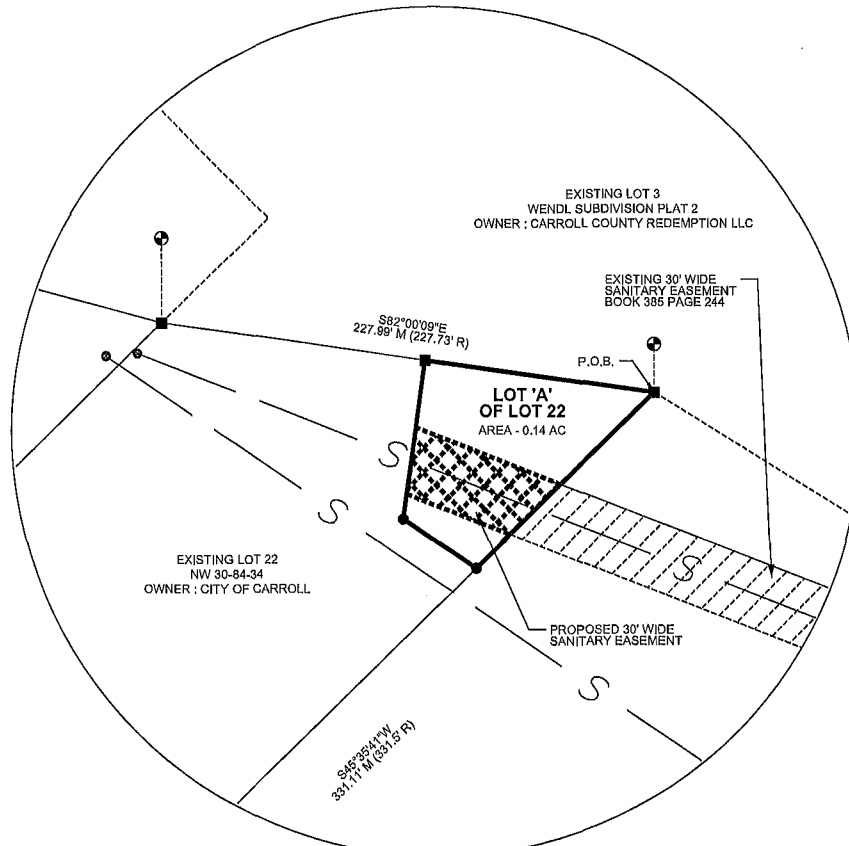 EXISTING LOT 3
WENDL SUBDIVISION PLAT 2
OWNER : CARROLL COUNTY REDEMPTION LLC
EXISTING 30' WIDE
SANITARY EASEMENT
BOOK 385 PAGE 244
S82°00'09"E
227.99' M (227.73' R)
P.O.B.
LOT 'A'
OF LOT 22
AREA - 0.14 AC
S
S
S
EXISTING LOT 22
NW 30-84-34
OWNER : CITY OF CARROLL
PROPOSED 30' WIDE
SANITARY EASEMENT
S
S45°35'41"W
331.11' M (331.5' R)